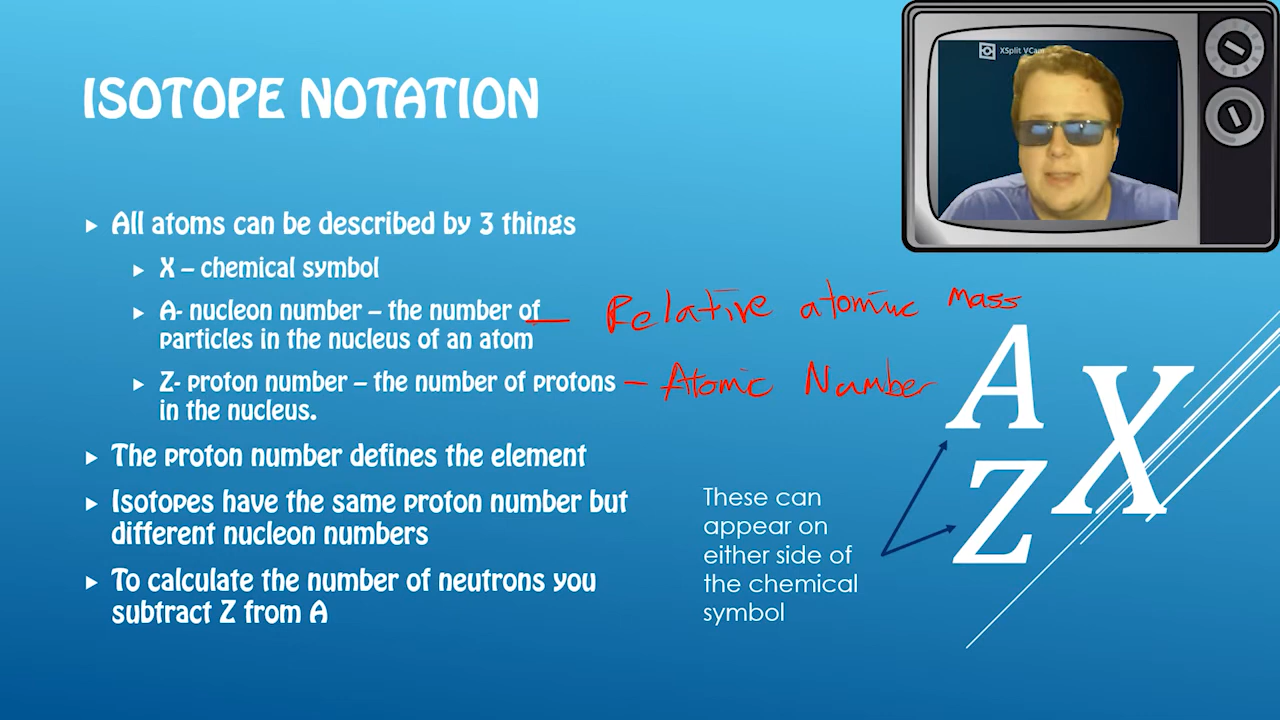 XSplit VCam
ISOTOPE NOTATION
All atoms can be described by 3 things
X – chemical symbol
A- nucleon number – the number of
particles in the nucleus of an atom
— Relative atomic mass
Z- proton number – the number of protons
in the nucleus.
– Atomic Number
The proton number defines the element
Isotopes have the same proton number but
different nucleon numbers
To calculate the number of neutrons you
subtract Z from A
These can
appear on
either side of
the chemical
symbol
A
Z
X